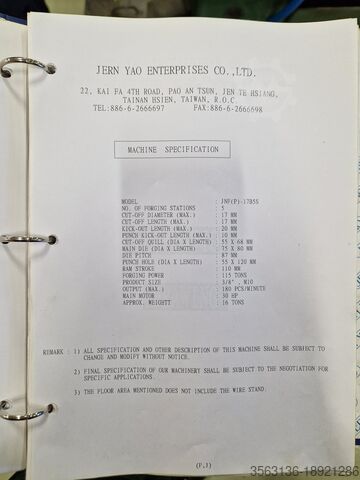 JERN YAO ENTERPRISES CO.,LTD.
22, KAI FA 4TH ROAD, PAO AN TSUN, JEN TE HSIANG,
TAINAN HSIEN, TAIWAN, R.O.C.
TEL:886-6-2666697 FAX:886-6-2666698
MACHINE SPECIFICATION
MODEL : JNF(P)-17B5S
NO. OF FORGING STATIONS : 5
CUT-OFF DIAMETER (MAX.) : 17 MM
CUT-OFF LENGTH (MAX.) : 17 MM
KICK-OUT LENGTH (MAX.) : 20 MM
PUNCH KICK-OUT LENGTH (MAX.) : 10 MM
CUT-OFF QUILL (DIA X LENGTH) : 55 X 68 MM
MAIN DIE (DIA X LENGTH) : 75 X 80 MM
DIE PITCH : 87 MM
PUNCH HOLE (DIA X LENGTH) : 55 X 120 MM
RAM STROKE : 110 MM
FORGING POWER : 115 TONS
PRODUCT SIZE : 3/8", M10
OUTPUT (MAX.) : 180 PCS/MINUTE
MAIN MOTOR : 30 HP
APPROX. WEIGHTT : 16 TONS
REMARK : 1) ALL SPECIFICATION AND OTHER DESCRIPTION OF THIS MACHINE SHALL BE SUBJECT TO
CHANGE AND MODIFY WITHOUT NOTICE.
2) FINAL SPECIFICATION OF OUR MACHINERY SHALL BE SUBJECT TO THE NEGOTIATION FOR
SPECIFIC APPLICATIONS.
3) THE FLOOR AREA MENTIONED DOES NOT INCLUDE THE WIRE STAND.
(P.1)
3563136-18921286